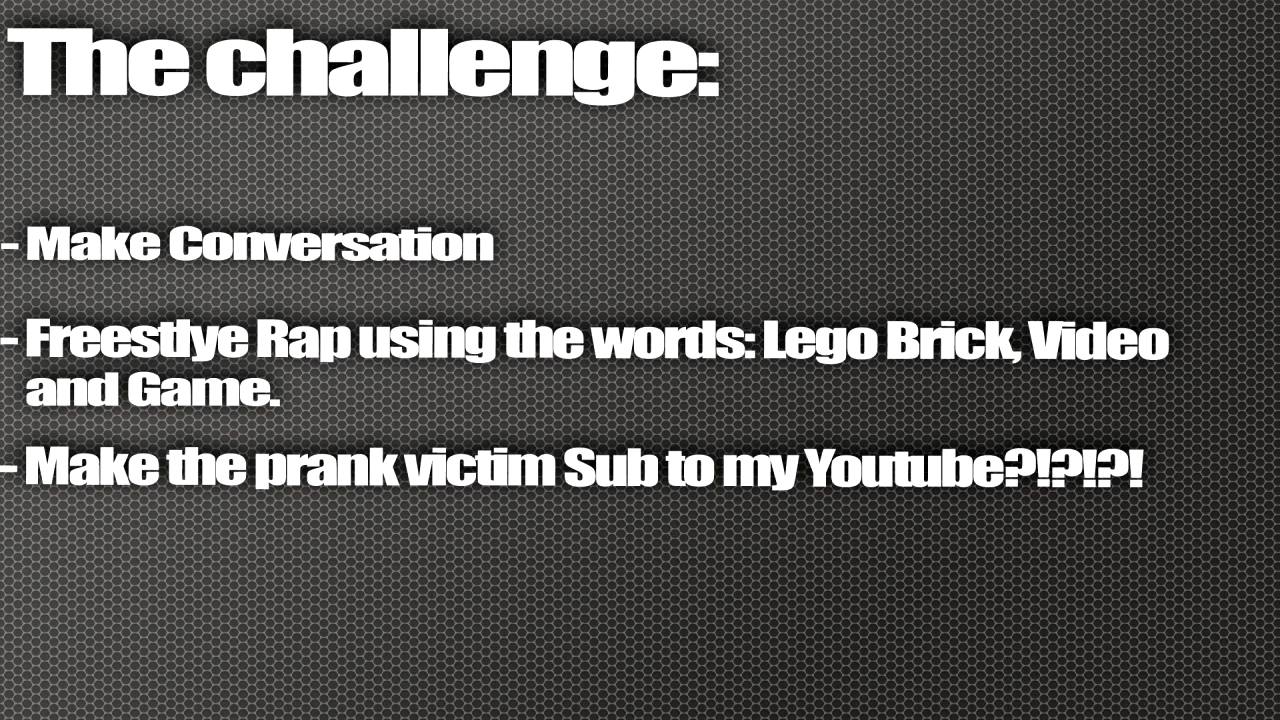 The challenge:
- Make Conversation
- Freestlye Rap using the words: Lego Brick, Video
and Game.
- Make the prank victim Sub to my Youtube?!?!?!